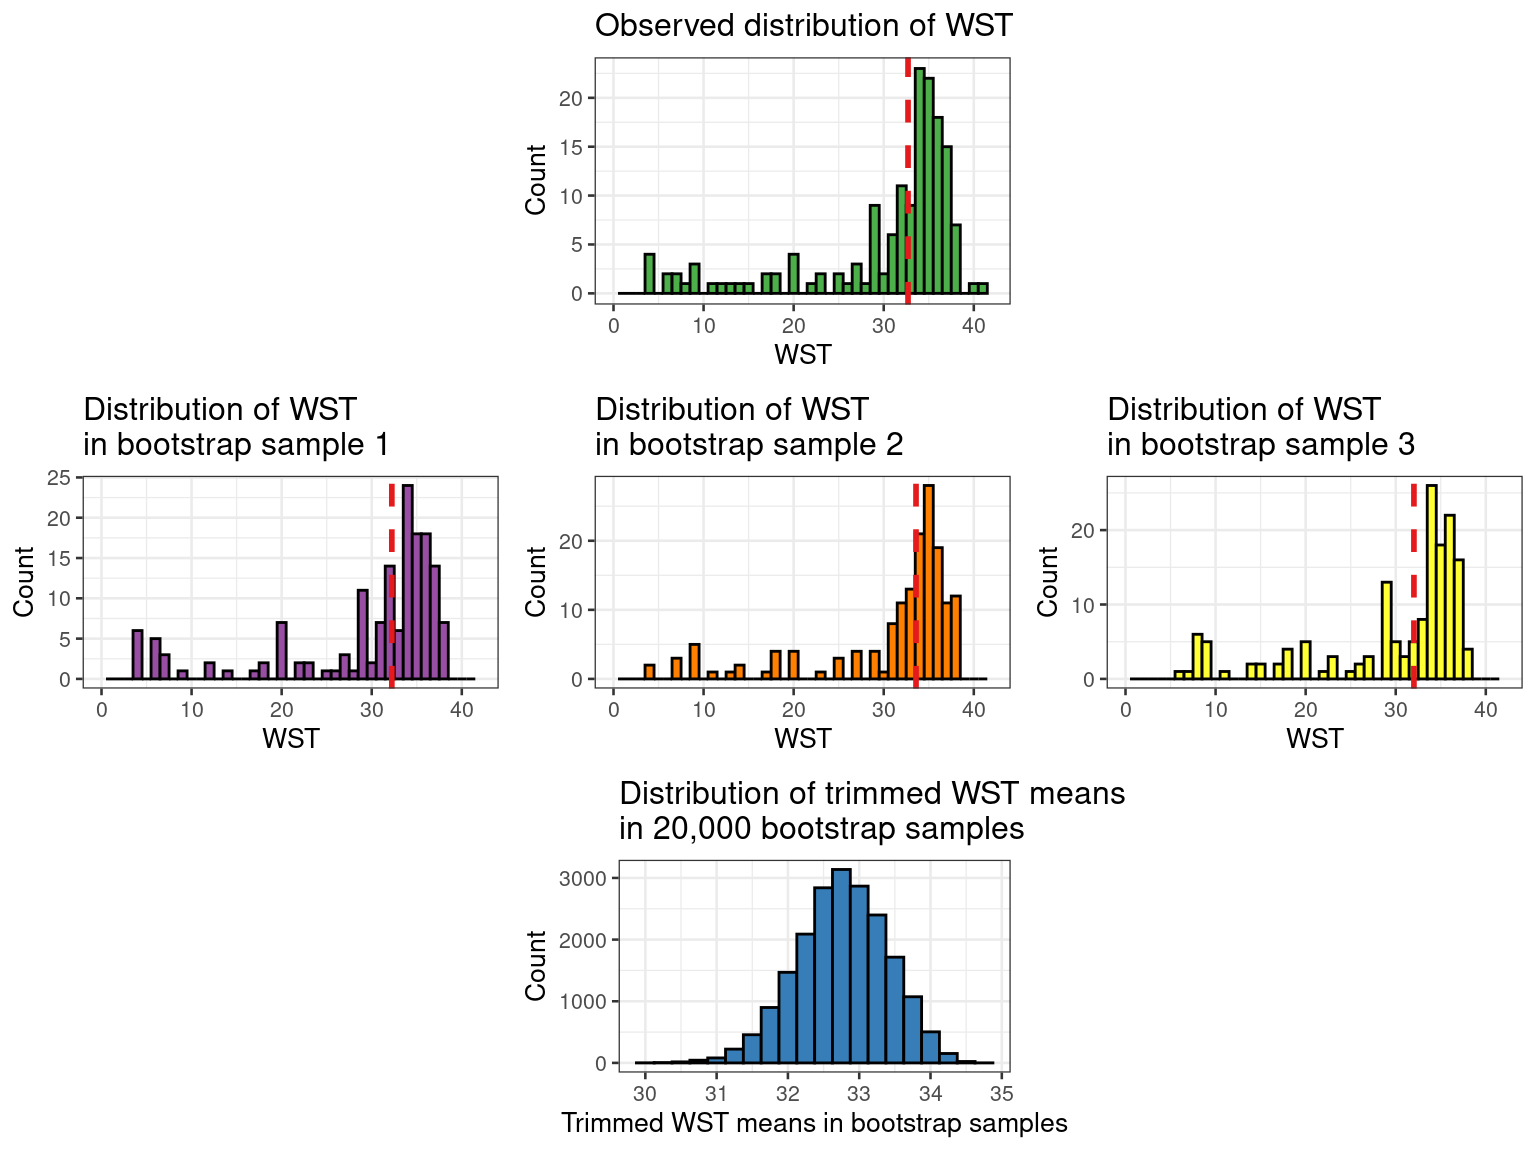 Observed distribution of WST
Count
20
15
10
5
0
0 10 20 30 40
WST
Distribution of WST
in bootstrap sample 1
Count
25
20
15
10
5
0
0 10 20 30 40
WST
Distribution of WST
in bootstrap sample 2
Count
20
10
0
0 10 20 30 40
WST
Distribution of WST
in bootstrap sample 3
Count
20
10
0
0 10 20 30 40
WST
Distribution of trimmed WST means
in 20,000 bootstrap samples
Count
3000
2000
1000
0
30 31 32 33 34 35
Trimmed WST means in bootstrap samples